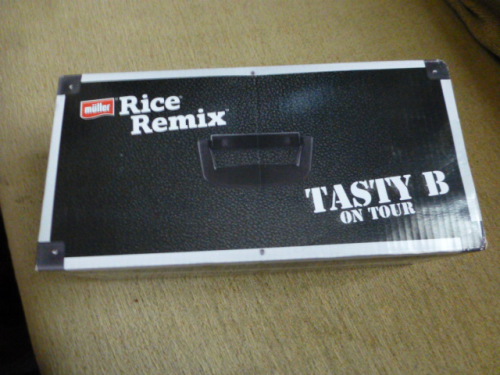 müller
Rice
Remix
TASTY B
ON TOUR